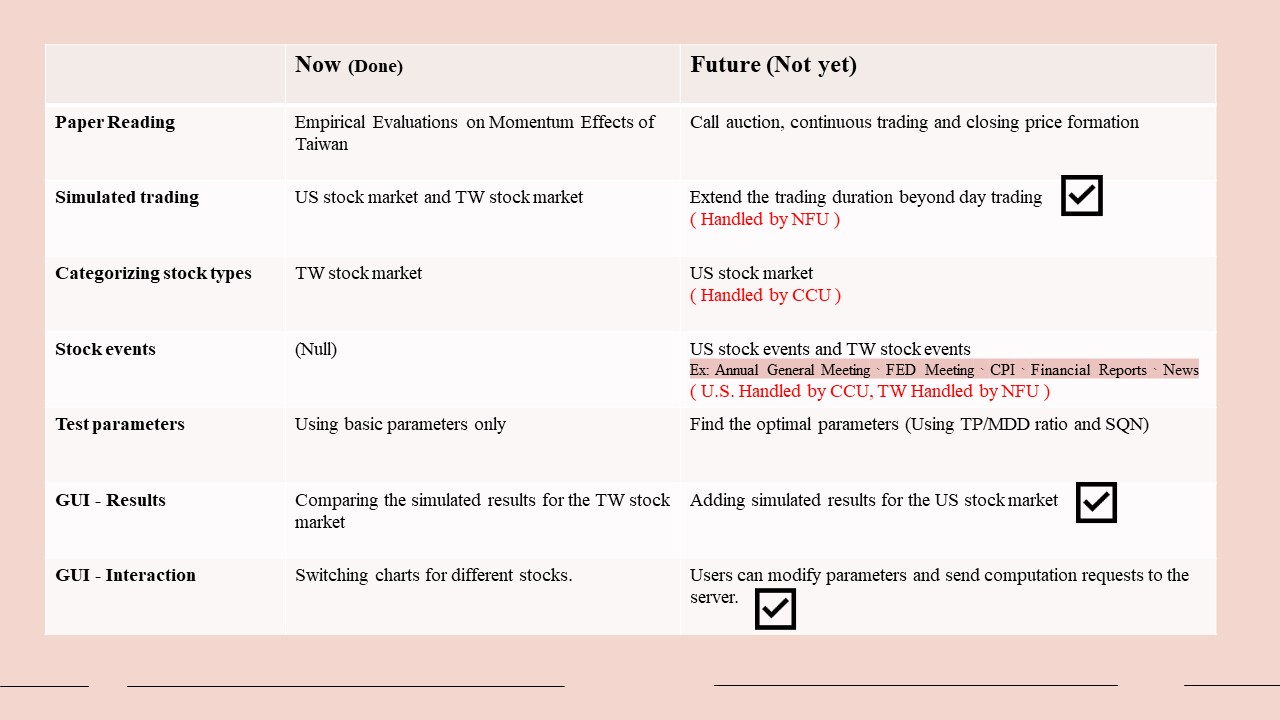 Now (Done)
Future (Not yet)
Paper Reading
Empirical Evaluations on Momentum Effects of
Taiwan
Call auction, continuous trading and closing price formation
Simulated trading
US stock market and TW stock market
Extend the trading duration beyond day trading
( Handled by NFU )
Categorizing stock types
TW stock market
US stock market
( Handled by CCU )
Stock events
(Null)
US stock events and TW stock events
Ex: Annual General Meeting、FED Meeting、CPI、Financial Reports、News
( U.S. Handled by CCU, TW Handled by NFU )
Test parameters
Using basic parameters only
Find the optimal parameters (Using TP/MDD ratio and SQN)
GUI - Results
Comparing the simulated results for the TW stock
market
Adding simulated results for the US stock market
GUI - Interaction
Switching charts for different stocks.
Users can modify parameters and send computation requests to the
server.